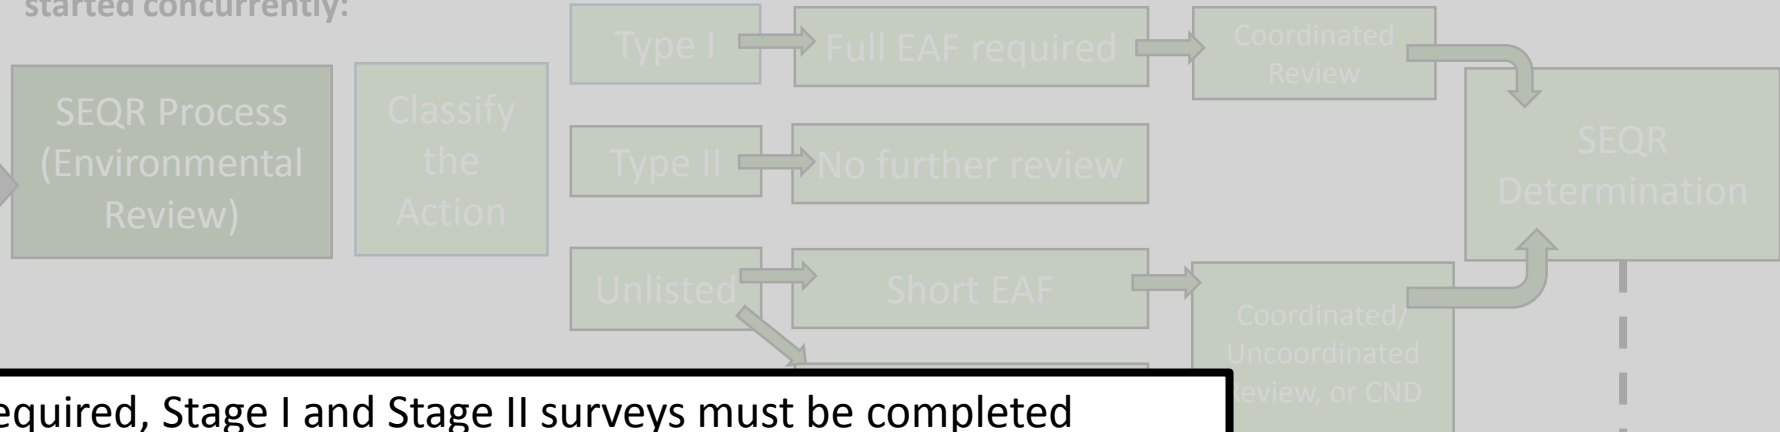 started concurrently:
SEQR Process
(Environmental
Review)
Classify
the
Action
Type I
Full EAF required
Coordinated
Review
Type II
No further review
Unlisted
Short EAF
Coordinated/
Uncoordinated
Review, or CND
SEQR
Determination
equired, Stage I and Stage II surveys must be completed